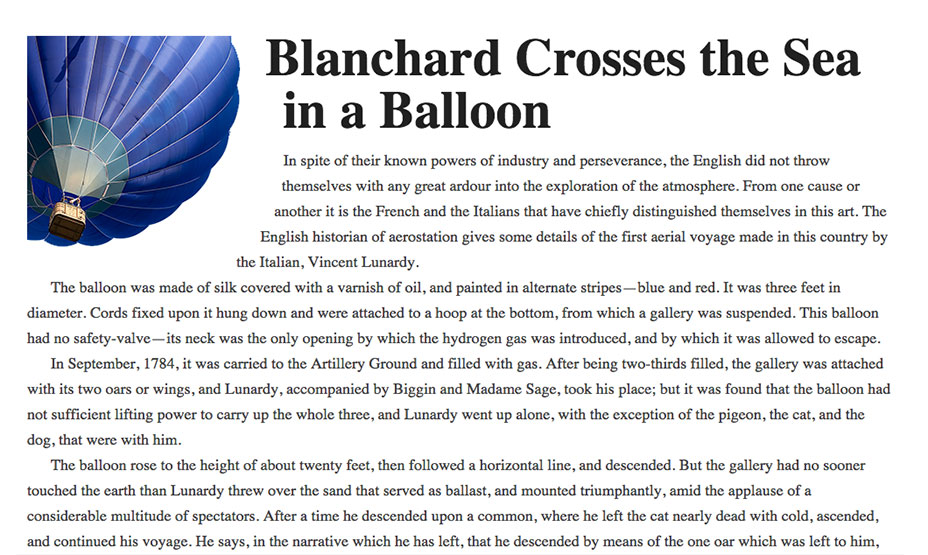 Blanchard Crosses the Sea
in a Balloon
In spite of their known powers of industry and perseverance, the English did not throw
themselves with any great ardour into the exploration of the atmosphere. From one cause or
another it is the French and the Italians that have chiefly distinguished themselves in this art. The
English historian of aerostation gives some details of the first aerial voyage made in this country by
the Italian, Vincent Lunardy.
The balloon was made of silk covered with a varnish of oil, and painted in alternate stripes—blue and red. It was three feet in
diameter. Cords fixed upon it hung down and were attached to a hoop at the bottom, from which a gallery was suspended. This balloon
had no safety-valve—its neck was the only opening by which the hydrogen gas was introduced, and by which it was allowed to escape.
In September, 1784, it was carried to the Artillery Ground and filled with gas. After being two-thirds filled, the gallery was attached
with its two oars or wings, and Lunardy, accompanied by Biggin and Madame Sage, took his place; but it was found that the balloon had
not sufficient lifting power to carry up the whole three, and Lunardy went up alone, with the exception of the pigeon, the cat, and the
dog, that were with him.
The balloon rose to the height of about twenty feet, then followed a horizontal line, and descended. But the gallery had no sooner
touched the earth than Lunardy threw over the sand that served as ballast, and mounted triumphantly, amid the applause of a
considerable multitude of spectators. After a time he descended upon a common, where he left the cat nearly dead with cold, ascended,
and continued his voyage. He says, in the narrative which he has left, that he descended by means of the one oar which was left to him,